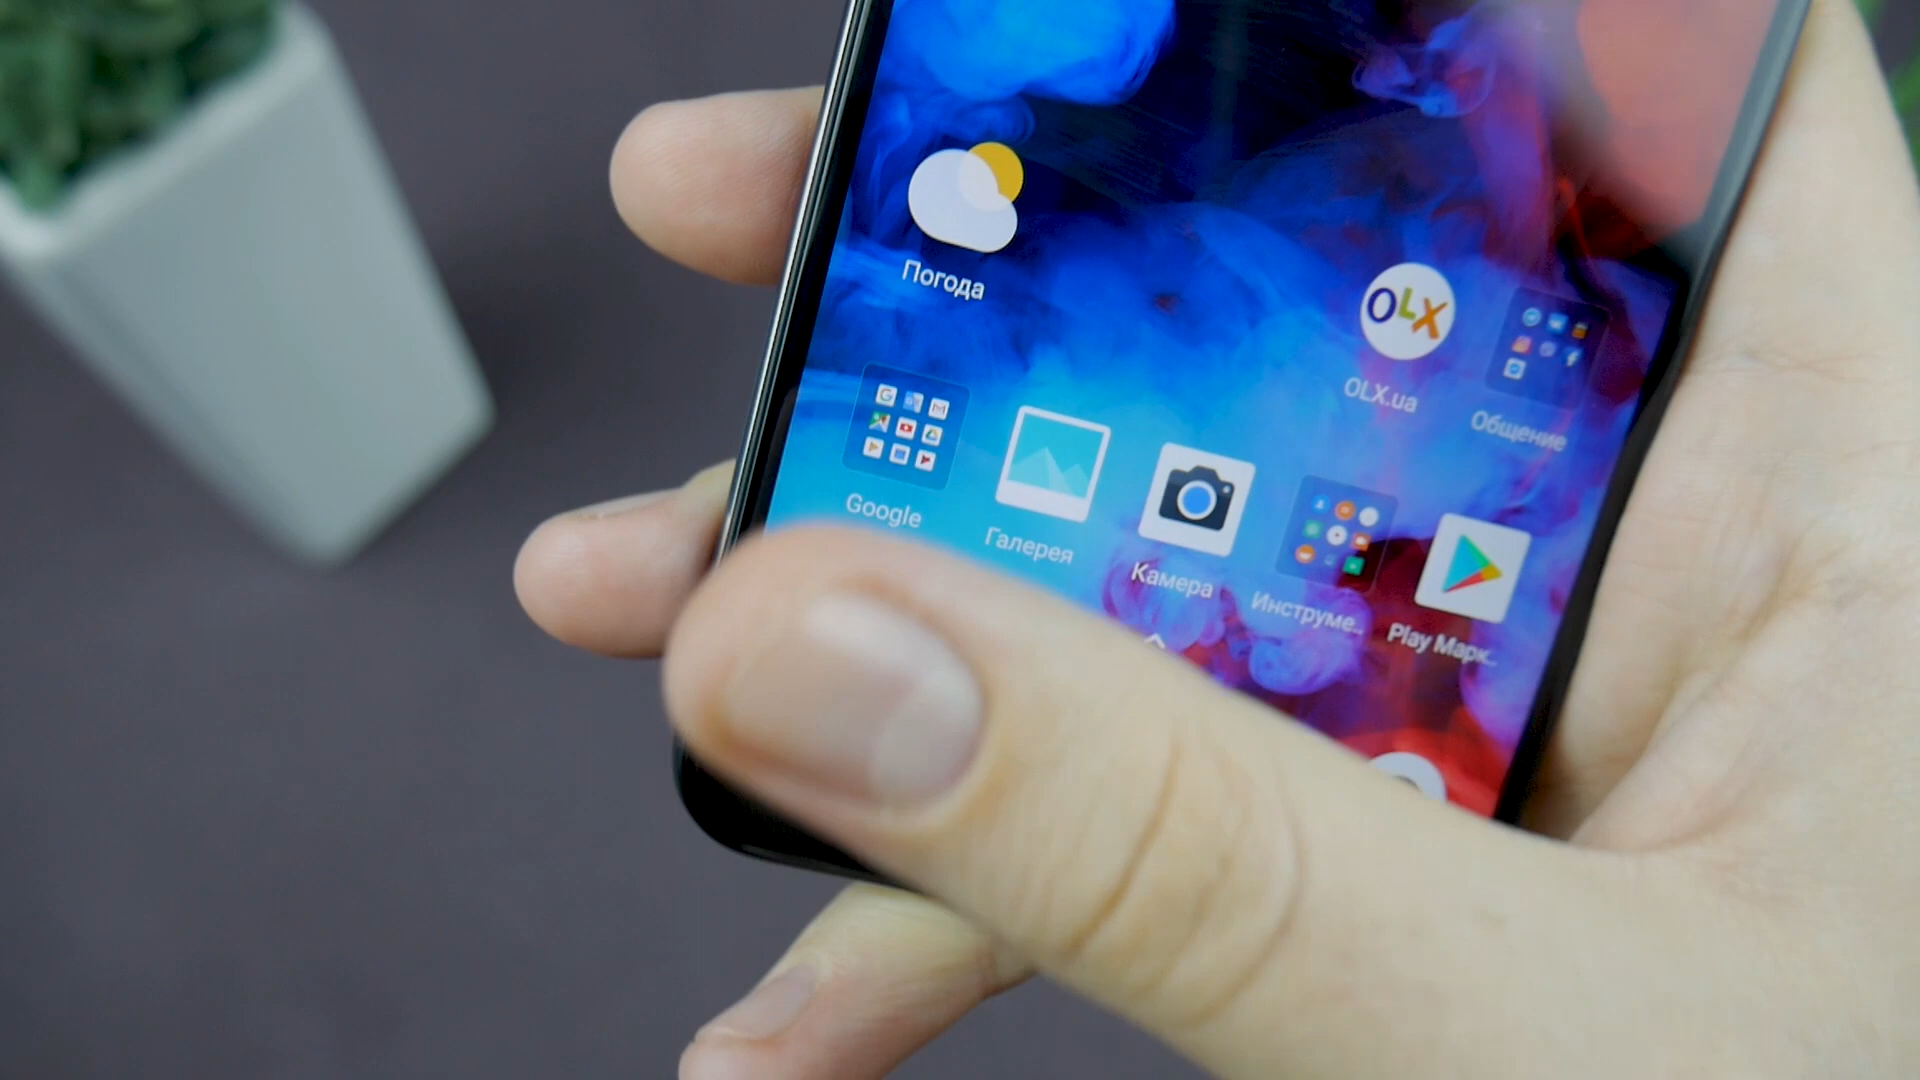 Погода
OLX
OLX.ua
Общение
Google
Галерея
Камера
Инструме..
Play Марк..